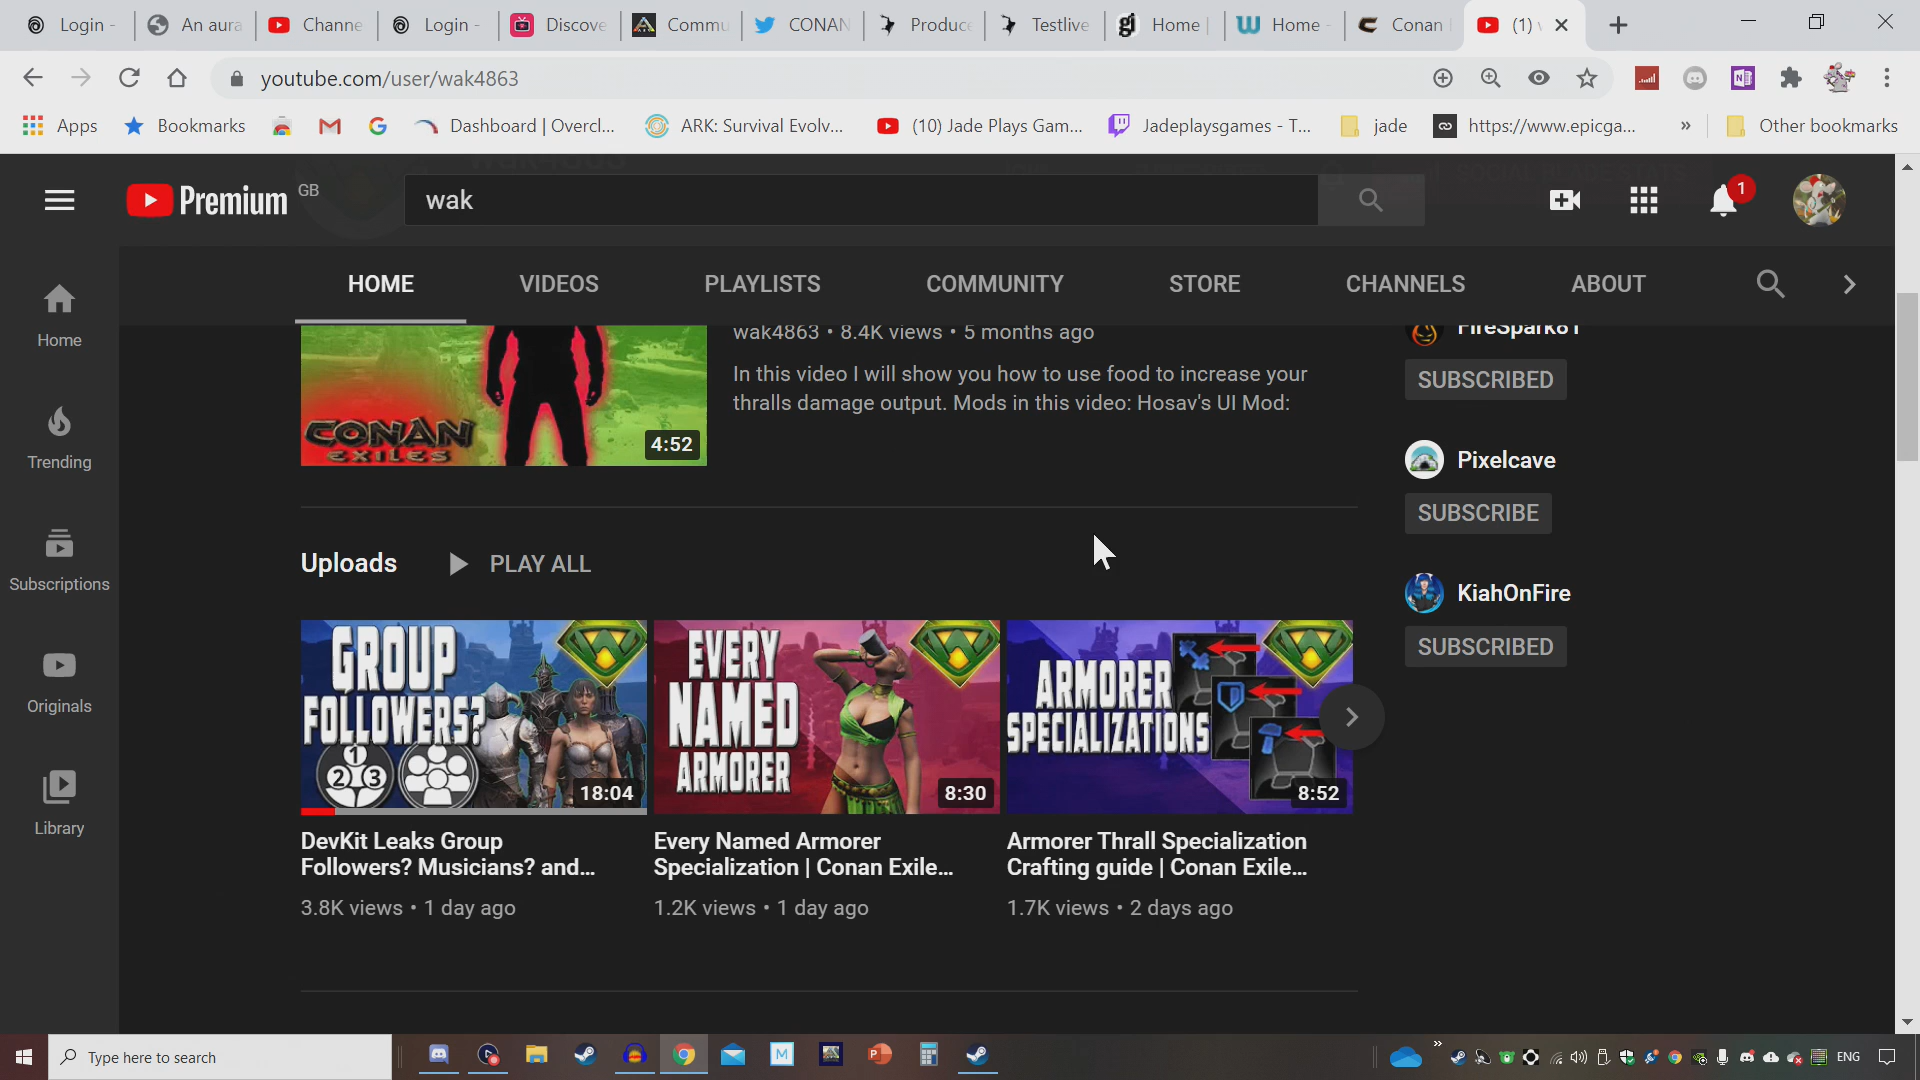 Login -
An aura
Channe
Login -
Discove
Commu
CONAN
Produce
Testlive
gi Home
W Home -
Conan
(1)
youtube.com/user/wak4863
Apps
Bookmarks
Dashboard | Overcl...
ARK: Survival Evolv...
(10) Jade Plays Gam...
Jadeplaysgames - T...
jade
https://www.epicga...
»
Other bookmarks
Premium GB
wak
1
HOME
VIDEOS
PLAYLISTS
COMMUNITY
STORE
CHANNELS
ABOUT
Home
Trending
Subscriptions
Originals
Library
CONAN
EXILES
4:52
wak4863 • 8.4K views • 5 months ago
In this video I will show you how to use food to increase your
thralls damage output. Mods in this video: Hosav's UI Mod:
FireSpark81
SUBSCRIBED
Pixelcave
SUBSCRIBE
KiahOnFire
SUBSCRIBED
Uploads
PLAY ALL
GROUP
FOLLOWERS?
1
2 3
18:04
DevKit Leaks Group
Followers? Musicians? and...
3.8K views • 1 day ago
EVERY
NAMED
ARMORER
8:30
Every Named Armorer
Specialization | Conan Exile...
1.2K views • 1 day ago
ARMORER
SPECIALIZATIONS
8:52
Armorer Thrall Specialization
Crafting guide | Conan Exile...
1.7K views • 2 days ago
Type here to search
M
P
ENG